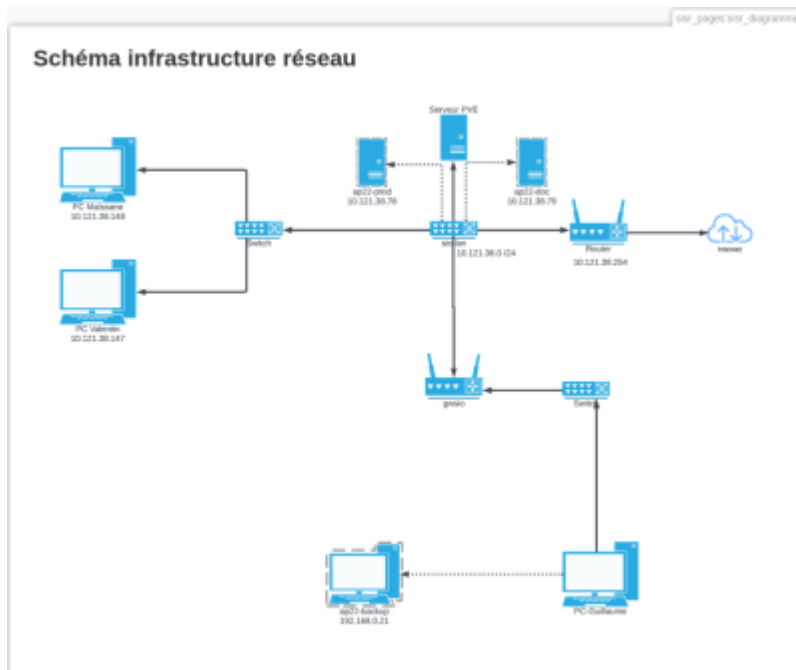 sisr_pages:sisr_diagramme
Schéma infrastructure réseau
Serveur PVE
ap22-prod
10.121.38.78
ap22-doc
10.121.38.79
PC Maïssane
10.121.38.148
Switch
10.121.38.0 /24
Router
10.121.38.254
Internet
PC Valentin
10.121.38.147
Switch
ap22-backup
192.168.0.21
PC-Guillaume